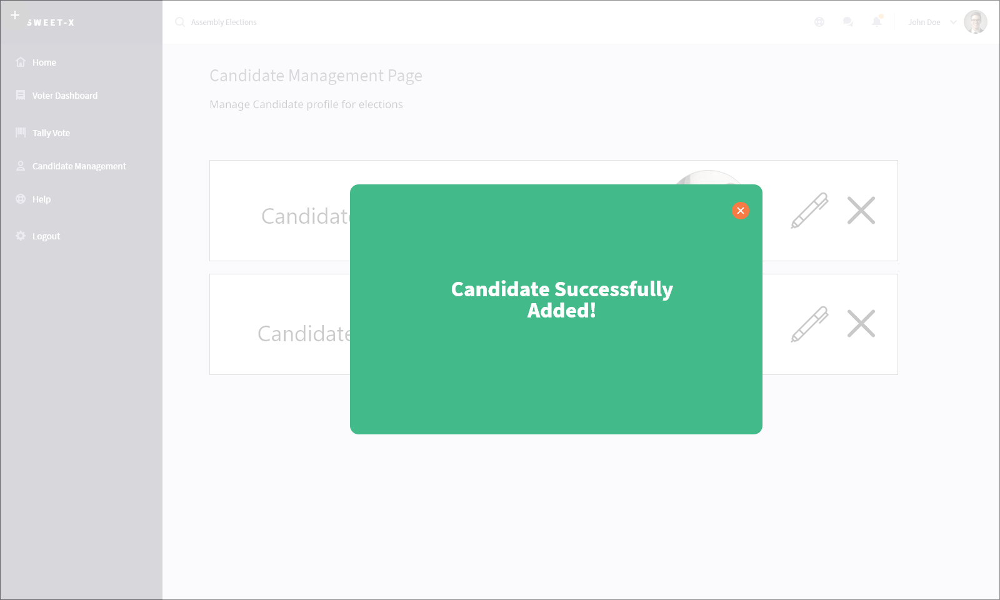 SWEET-X
Assembly Elections
John Doe
Home
Voter Dashboard
Tally Vote
Candidate Management
Help
Logout
Candidate Management Page
Manage Candidate profile for elections
Candidate
Candidate
Candidate Successfully
Added!